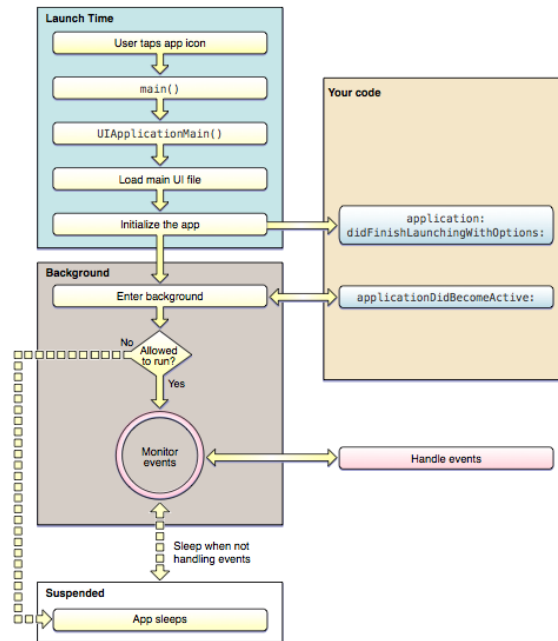 Launch Time
User taps app icon
main()
UIApplicationMain()
Load main UI file
Initialize the app
Your code
application:
didFinishLaunchingWithOptions:
Background
Enter background
applicationDidBecomeActive:
No
Allowed
to run?
Yes
Monitor
events
Handle events
Sleep when not
handling events
Suspended
App sleeps